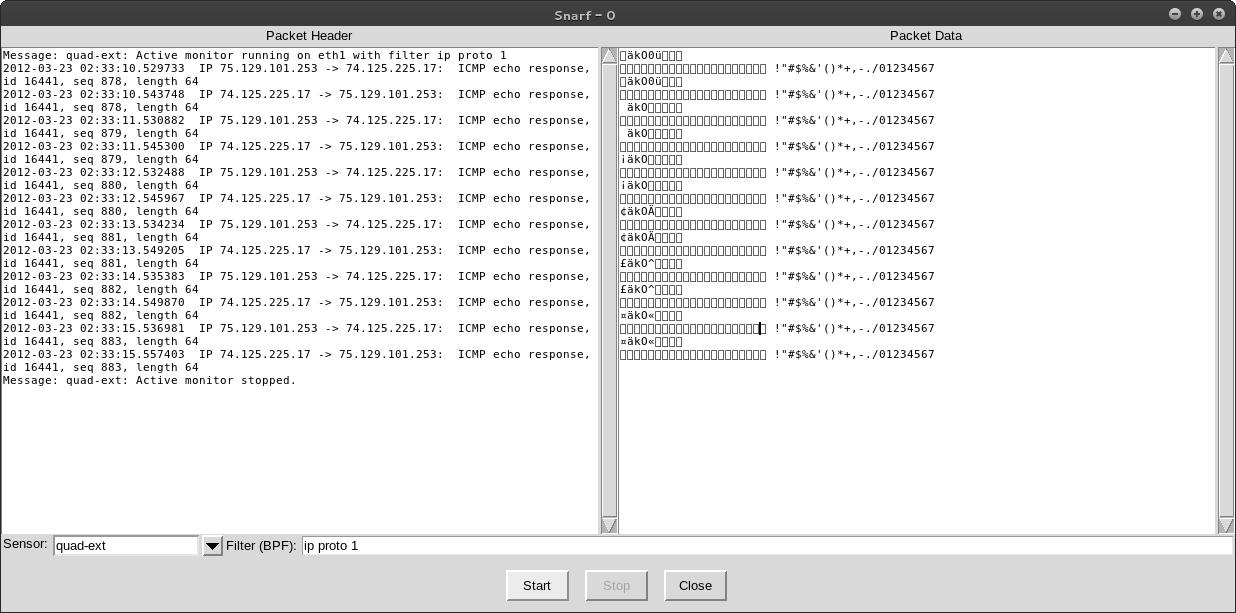 Snarf - 0
Packet Header
Message: quad-ext: Active monitor running on eth1 with filter ip proto 1
2012-03-23 02:33:10.529733  IP 75.129.101.253 -> 74.125.225.17:  ICMP echo response,
id 16441, seq 878, length 64
2012-03-23 02:33:10.543748  IP 74.125.225.17 -> 75.129.101.253:  ICMP echo response,
id 16441, seq 878, length 64
2012-03-23 02:33:11.530882  IP 75.129.101.253 -> 74.125.225.17:  ICMP echo response,
id 16441, seq 879, length 64
2012-03-23 02:33:11.545300  IP 74.125.225.17 -> 75.129.101.253:  ICMP echo response,
id 16441, seq 879, length 64
2012-03-23 02:33:12.532488  IP 75.129.101.253 -> 74.125.225.17:  ICMP echo response,
id 16441, seq 880, length 64
2012-03-23 02:33:12.545967  IP 74.125.225.17 -> 75.129.101.253:  ICMP echo response,
id 16441, seq 880, length 64
2012-03-23 02:33:13.534234  IP 75.129.101.253 -> 74.125.225.17:  ICMP echo response,
id 16441, seq 881, length 64
2012-03-23 02:33:13.549205  IP 74.125.225.17 -> 75.129.101.253:  ICMP echo response,
id 16441, seq 881, length 64
2012-03-23 02:33:14.535383  IP 75.129.101.253 -> 74.125.225.17:  ICMP echo response,
id 16441, seq 882, length 64
2012-03-23 02:33:14.549870  IP 74.125.225.17 -> 75.129.101.253:  ICMP echo response,
id 16441, seq 882, length 64
2012-03-23 02:33:15.536981  IP 75.129.101.253 -> 74.125.225.17:  ICMP echo response,
id 16441, seq 883, length 64
2012-03-23 02:33:15.557403  IP 74.125.225.17 -> 75.129.101.253:  ICMP echo response,
id 16441, seq 883, length 64
Message: quad-ext: Active monitor stopped.
Packet Data
äkO0ü
!"#$%&'()*+,-./01234567
äkO0ü
!"#$%&'()*+,-./01234567
äkO
!"#$%&'()*+,-./01234567
äkO
!"#$%&'()*+,-./01234567
¡äkO
!"#$%&'()*+,-./01234567
¡äkO
!"#$%&'()*+,-./01234567
¢äkOÄ
!"#$%&'()*+,-./01234567
¢äkOÄ
!"#$%&'()*+,-./01234567
£äkO^
!"#$%&'()*+,-./01234567
£äkO^
!"#$%&'()*+,-./01234567
¤äkO«
!"#$%&'()*+,-./01234567
¤äkO«
!"#$%&'()*+,-./01234567
Sensor: quad-ext Filter (BPF): ip proto 1
Start Stop Close